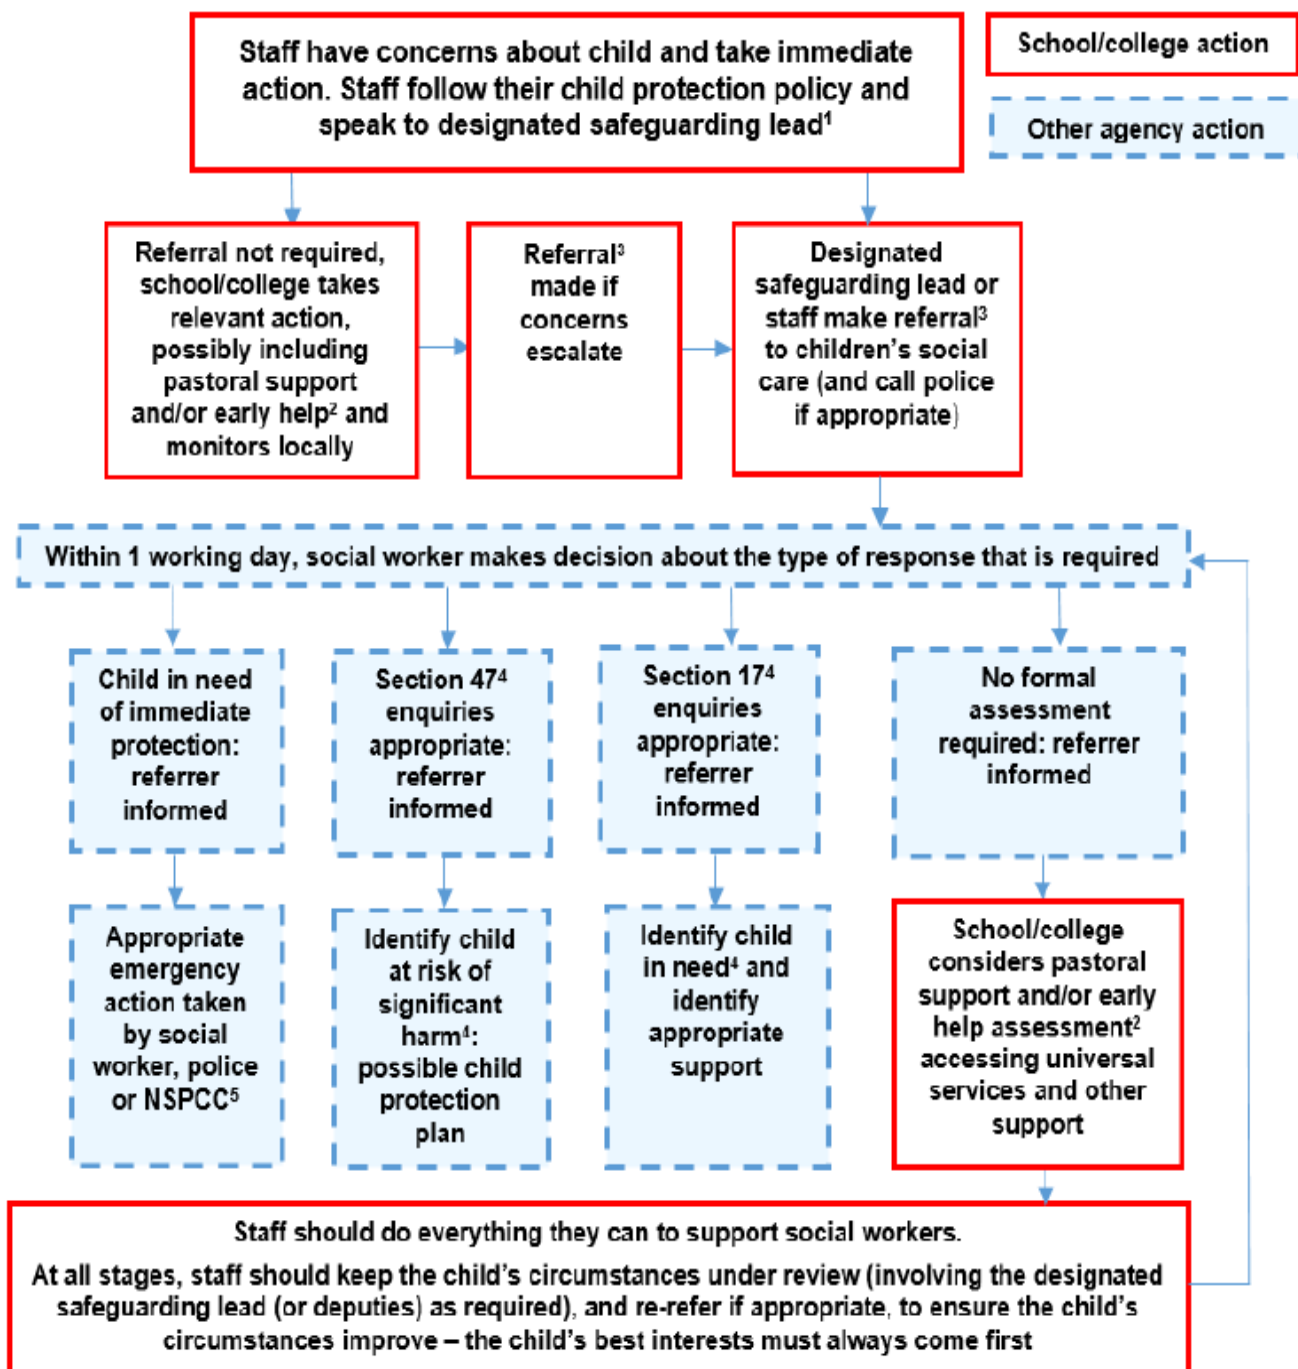 Staff have concerns about child and take immediate
action. Staff follow their child protection policy and
speak to designated safeguarding lead¹
School/college action
Other agency action
Referral not required,
school/college takes
relevant action,
possibly including
pastoral support
and/or early help² and
monitors locally
Referral³
made if
concerns
escalate
Designated
safeguarding lead or
staff make referral³
to children's social
care (and call police
if appropriate)
Within 1 working day, social worker makes decision about the type of response that is required
Child in need
of immediate
protection:
referrer
informed
Section 47⁴
enquiries
appropriate:
referrer
informed
Section 17⁴
enquiries
appropriate:
referrer
informed
No formal
assessment
required: referrer
informed
Appropriate
emergency
action taken
by social
worker, police
or NSPCC⁵
Identify child
at risk of
significant
harm⁴:
possible child
protection
plan
Identify child
in need⁴ and
identify
appropriate
support
School/college
considers pastoral
support and/or early
help assessment²
accessing universal
services and other
support
Staff should do everything they can to support social workers.
At all stages, staff should keep the child's circumstances under review (involving the designated
safeguarding lead (or deputies) as required), and re-refer if appropriate, to ensure the child's
circumstances improve – the child's best interests must always come first